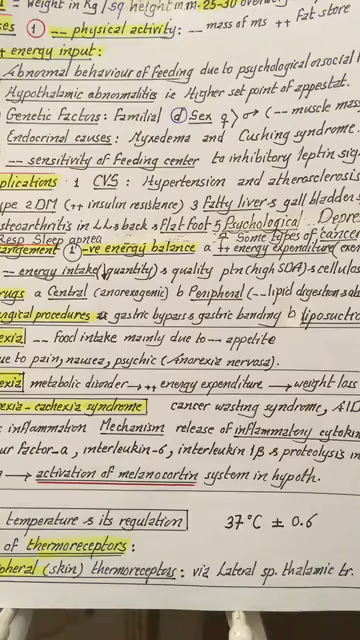 = weight in Kg / sq height in m. 25-30 overw
ses ① -- physical activity: -- mass of ms ++ fat store
+ energy input:
Abnormal behaviour of feeding due to psychological or social
Hypothalamic abnormalities ie Higher set point of appestat.
Genetic factors: Familial ⓓ Sex ♀ > ♂ (-- muscle mas
Endocrinal causes: Myxedema and Cushing syndrome.
-- sensitivity of feeding center to inhibitory leptin sig
plications 1 CVS: Hypertension and atherosclerosi
ype 2 DM (++ insulin resistance) 3 Fatty liver & gall bladder
steoarthritis in LLs back & Flat foot 5 Psychological .. Depre
Resp Sleep apnea 7 Some types of cancer
angement ① -ve energy balance a ++ energy expenditure (exer
-- energy intake (quantity) & quality ptn (high SDA) & cellulos
rugs a Central (anorexogenic) b Peripheral (-- lipid digestion & ab
rgical procedures a gastric bypass & gastric banding b liposuctio
exia -- Food intake mainly due to -- appetite
ue to pain, nausea, psychic (Anorexia nervosa).
exia metabolic disorder → ++ energy expenditure → weight loss
exia-cachexia syndrome cancer wasting syndrome, AID
c inflammation Mechanism release of inflammatory cytokin
ur factor-a, interleukin-6, interleukin 1β & proteolysis in
→ activation of melanocortin system in hypoth.
temperature & its regulation 37°C ± 0.6
of thermoreceptors:
pheral (skin) thermoreceptors: via Lateral sp. thalamic tr.